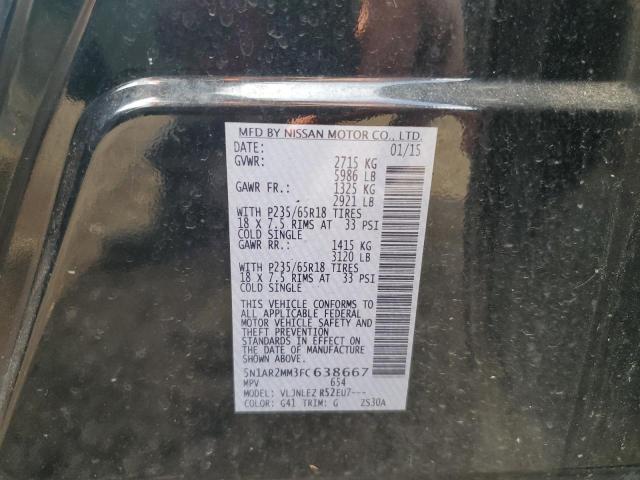 MFD BY NISSAN MOTOR CO., LTD.
DATE: 01/15
GVWR: 2715 KG
5986 LB
GAWR FR.: 1325 KG
2921 LB
WITH P235/65R18 TIRES
18 X 7.5 RIMS AT 33 PSI
COLD SINGLE
GAWR RR.: 1415 KG
3120 LB
WITH P235/65R18 TIRES
18 X 7.5 RIMS AT 33 PSI
COLD SINGLE
THIS VEHICLE CONFORMS TO
ALL APPLICABLE FEDERAL
MOTOR VEHICLE SAFETY AND
THEFT PREVENTION
STANDARDS IN EFFECT ON
THE DATE OF MANUFACTURE
SHOWN ABOVE
5N1AR2MM3FC638667
MPV 654
MODEL: VLJNLEZ R52EU7---
COLOR: G41 TRIM: G 2S30A